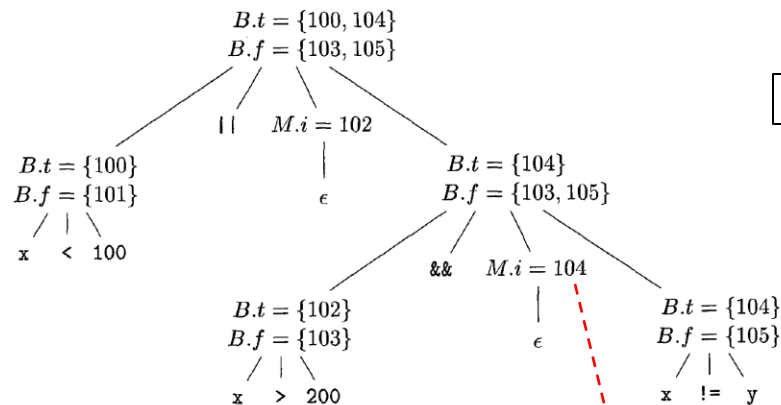 B.t = {100, 104}
B.f = {103, 105}
|| M.i = 102
B.t = {100}
B.f = {101}
ϵ
B.t = {104}
B.f = {103, 105}
x < 100
&& M.i = 104
B.t = {102}
B.f = {103}
ϵ
B.t = {104}
B.f = {105}
x > 200
x != y